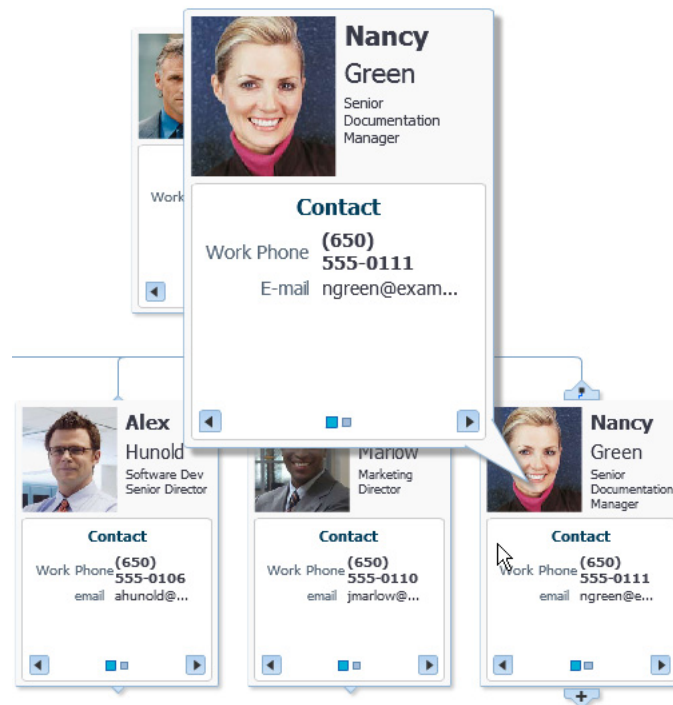 Nancy
Green
Senior
Documentation
Manager
Work
Contact
Work Phone (650)
555-0111
E-mail ngreen@exam...
Alex
Hunold
Software Dev
Senior Director
Contact
Work Phone (650)
555-0106
email ahunold@...
Marlow
Marketing
Director
Contact
Work Phone (650)
555-0110
email jmarlow@...
Nancy
Green
Senior
Documentation
Manager
Contact
Work Phone (650)
555-0111
email ngreen@e...